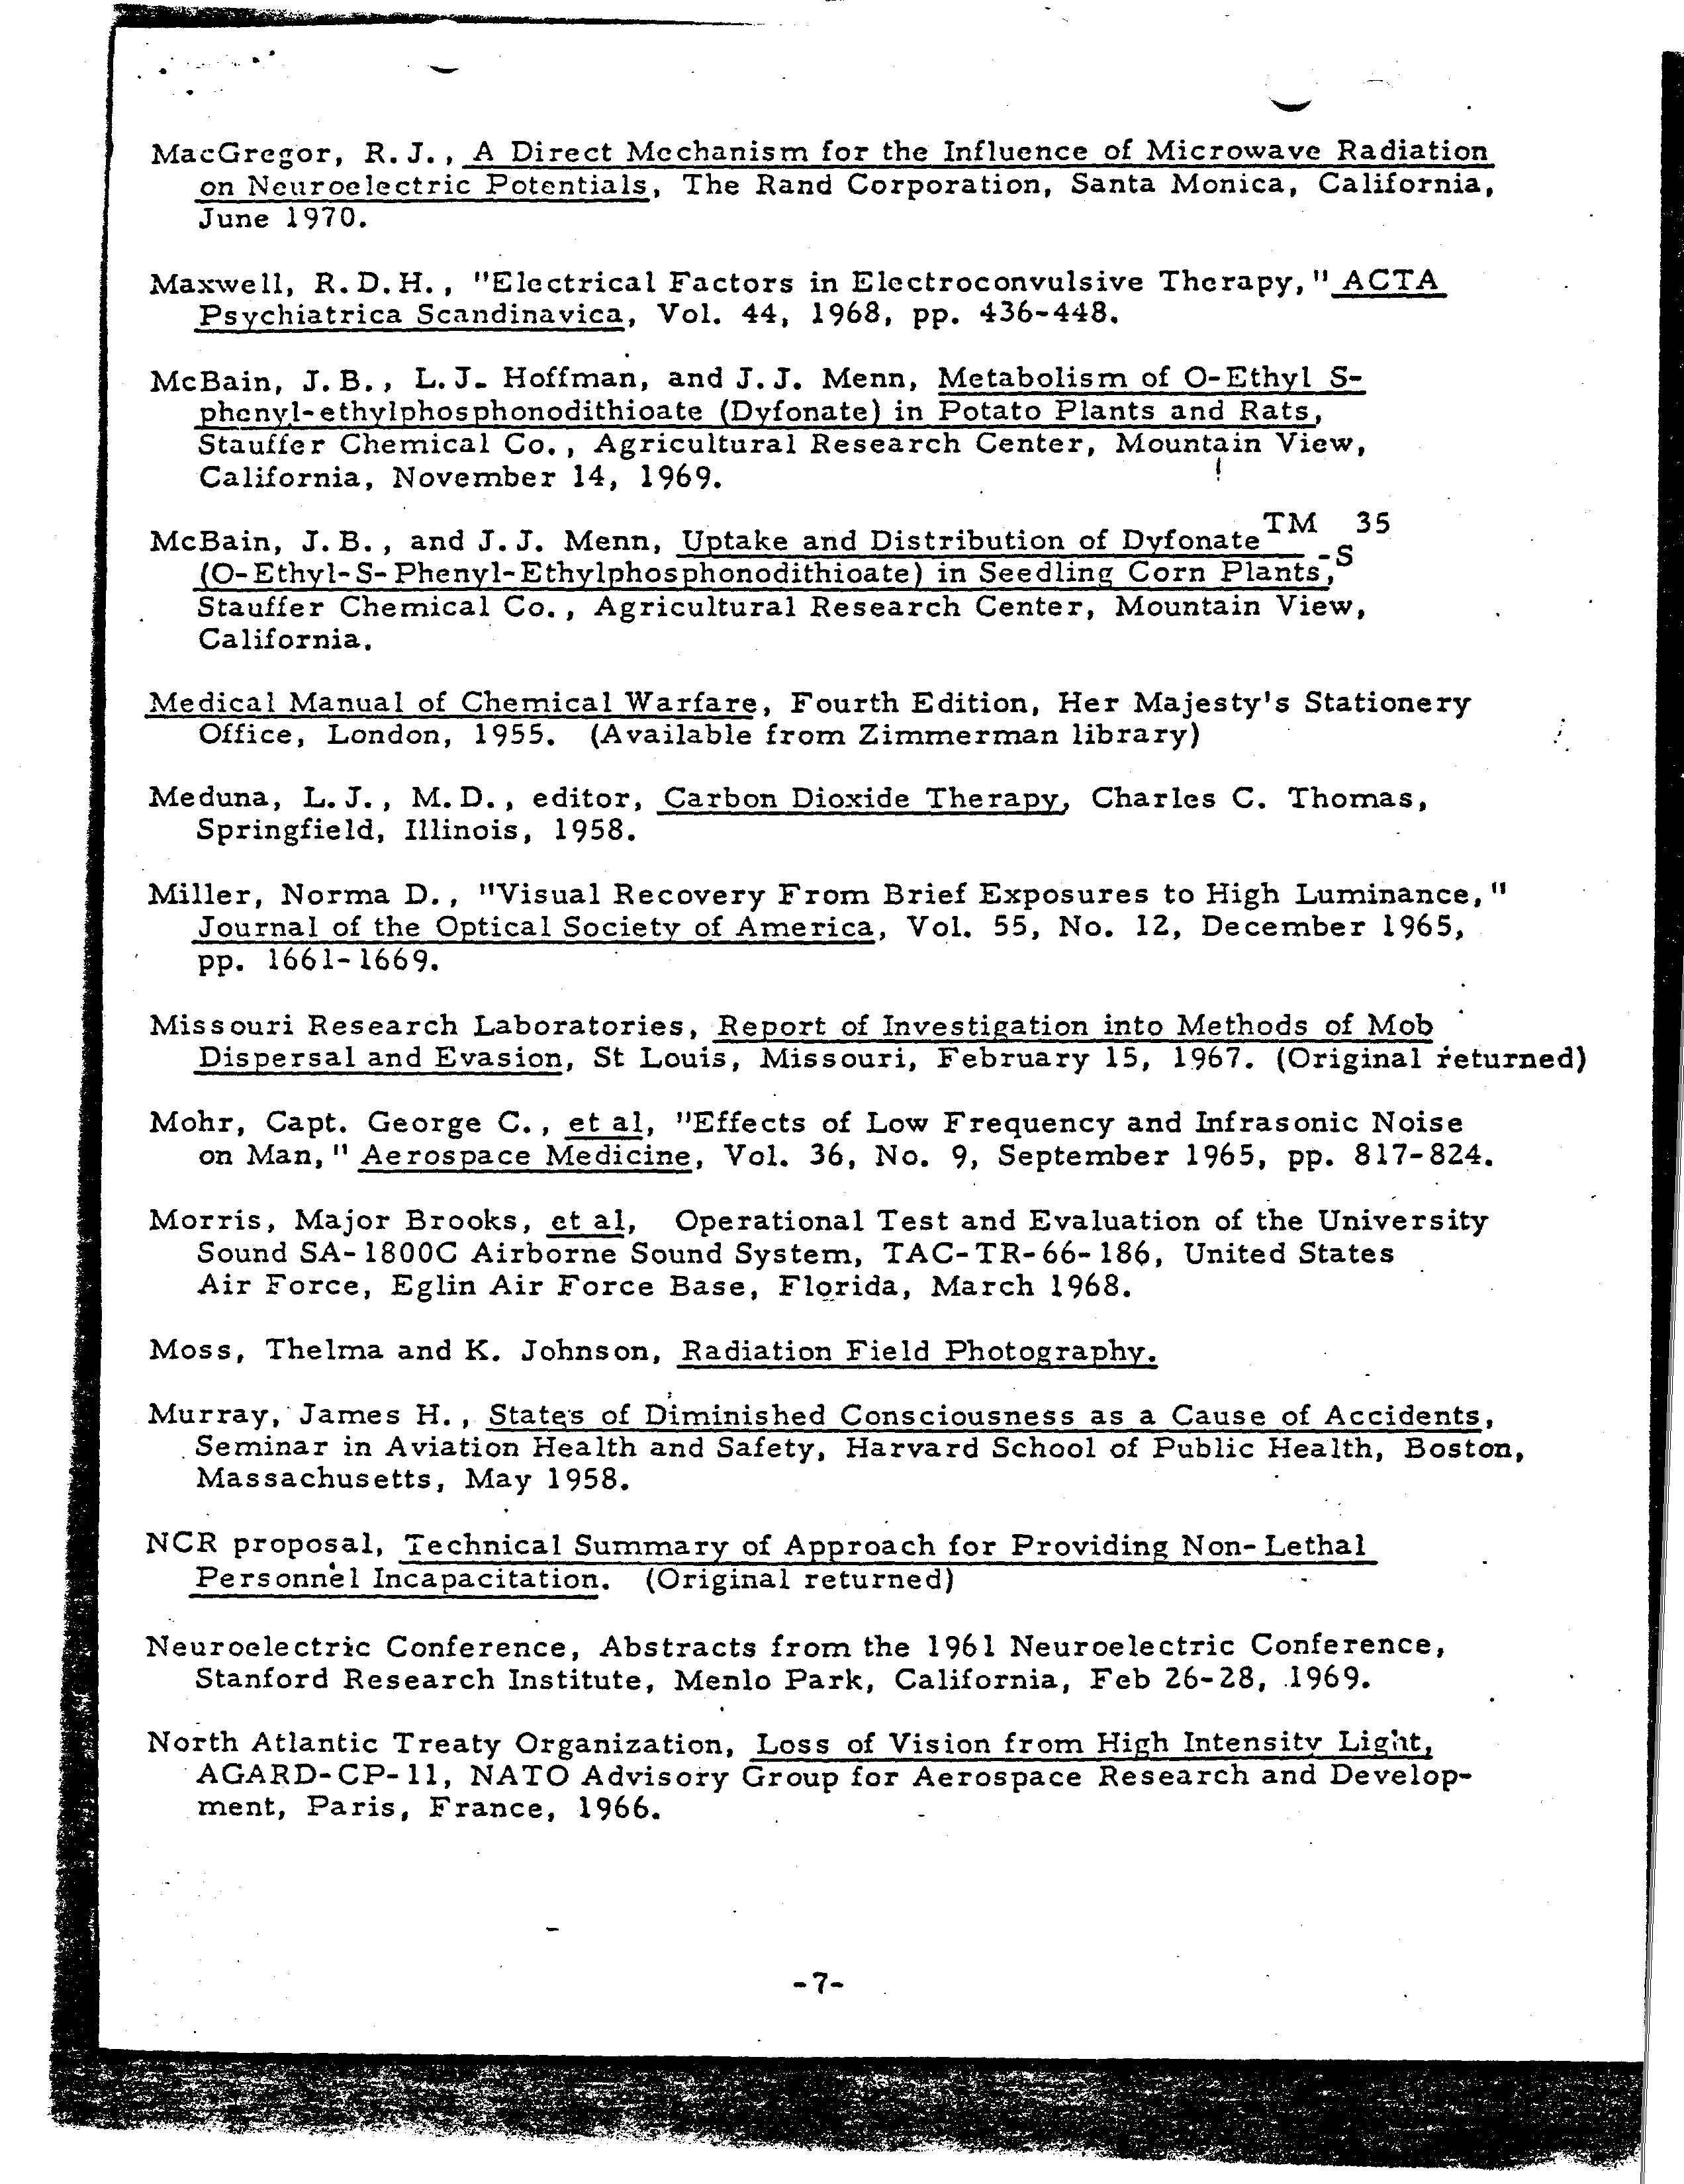 MacGregor, R.J., A Direct Mechanism for the Influence of Microwave Radiation
on Neuroelectric Potentials, The Rand Corporation, Santa Monica, California,
June 1970.
Maxwell, R.D.H., "Electrical Factors in Electroconvulsive Therapy," ACTA
Psychiatrica Scandinavica, Vol. 44, 1968, pp. 436-448.
McBain, J.B., L.J. Hoffman, and J.J. Menn, Metabolism of O-Ethyl S-
phenyl-ethylphosphonodithioate (Dyfonate) in Potato Plants and Rats,
Stauffer Chemical Co., Agricultural Research Center, Mountain View,
California, November 14, 1969.
McBain, J.B., and J.J. Menn, Uptake and Distribution of Dyfonate TM -S 35
(O-Ethyl-S-Phenyl-Ethylphosphonodithioate) in Seedling Corn Plants,
Stauffer Chemical Co., Agricultural Research Center, Mountain View,
California.
Medical Manual of Chemical Warfare, Fourth Edition, Her Majesty's Stationery
Office, London, 1955. (Available from Zimmerman library)
Meduna, L.J., M.D., editor, Carbon Dioxide Therapy, Charles C. Thomas,
Springfield, Illinois, 1958.
Miller, Norma D., "Visual Recovery From Brief Exposures to High Luminance,"
Journal of the Optical Society of America, Vol. 55, No. 12, December 1965,
pp. 1661-1669.
Missouri Research Laboratories, Report of Investigation into Methods of Mob
Dispersal and Evasion, St Louis, Missouri, February 15, 1967. (Original returned)
Mohr, Capt. George C., et al, "Effects of Low Frequency and Infrasonic Noise
on Man," Aerospace Medicine, Vol. 36, No. 9, September 1965, pp. 817-824.
Morris, Major Brooks, et al, Operational Test and Evaluation of the University
Sound SA-1800C Airborne Sound System, TAC-TR-66-186, United States
Air Force, Eglin Air Force Base, Florida, March 1968.
Moss, Thelma and K. Johnson, Radiation Field Photography.
Murray, James H., States of Diminished Consciousness as a Cause of Accidents,
Seminar in Aviation Health and Safety, Harvard School of Public Health, Boston,
Massachusetts, May 1958.
NCR proposal, Technical Summary of Approach for Providing Non-Lethal
Personnel Incapacitation. (Original returned)
Neuroelectric Conference, Abstracts from the 1961 Neuroelectric Conference,
Stanford Research Institute, Menlo Park, California, Feb 26-28, 1969.
North Atlantic Treaty Organization, Loss of Vision from High Intensity Light,
AGARD-CP-11, NATO Advisory Group for Aerospace Research and Develop-
ment, Paris, France, 1966.
-7-